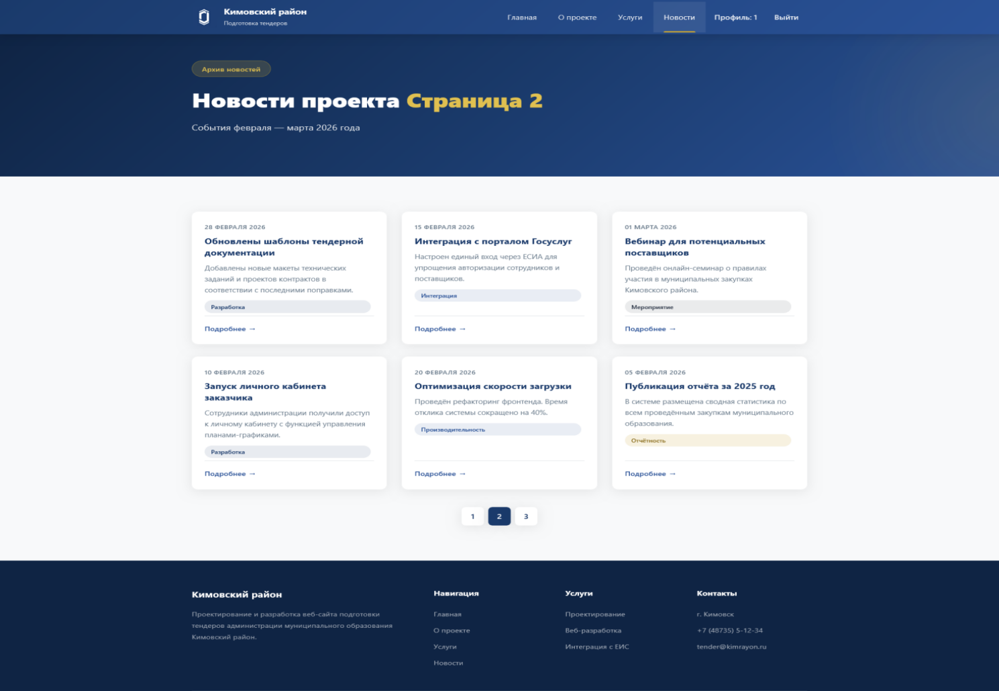 Кимовский район
Подготовка тендеров
Главная
О проекте
Услуги
Новости
Профиль: 1
Выйти
Архив новостей
Новости проекта Страница 2
События февраля — марта 2026 года
28 ФЕВРАЛЯ 2026
Обновлены шаблоны тендерной
документации
Добавлены новые макеты технических
заданий и проектов контрактов в
соответствии с последними поправками.
Разработка
Подробнее →
15 ФЕВРАЛЯ 2026
Интеграция с порталом Госуслуг
Настроен единый вход через ЕСИА для
упрощения авторизации сотрудников и
поставщиков.
Интеграция
Подробнее →
01 МАРТА 2026
Вебинар для потенциальных
поставщиков
Проведён онлайн-семинар о правилах
участия в муниципальных закупках
Кимовского района.
Мероприятие
Подробнее →
10 ФЕВРАЛЯ 2026
Запуск личного кабинета
заказчика
Сотрудники администрации получили доступ
к личному кабинету с функцией управления
планами-графиками.
Разработка
Подробнее →
20 ФЕВРАЛЯ 2026
Оптимизация скорости загрузки
Проведён рефакторинг фронтенда. Время
отклика системы сокращено на 40%.
Производительность
Подробнее →
05 ФЕВРАЛЯ 2026
Публикация отчёта за 2025 год
В системе размещена сводная статистика по
всем проведённым закупкам муниципального
образования.
Отчётность
Подробнее →
1
2
3
Кимовский район
Проектирование и разработка веб-сайта подготовки
тендеров администрации муниципального образования
Кимовский район.
Навигация
Главная
О проекте
Услуги
Новости
Услуги
Проектирование
Веб-разработка
Интеграция с ЕИС
Контакты
г. Кимовск
+7 (48735) 5-12-34
tender@kimrayon.ru